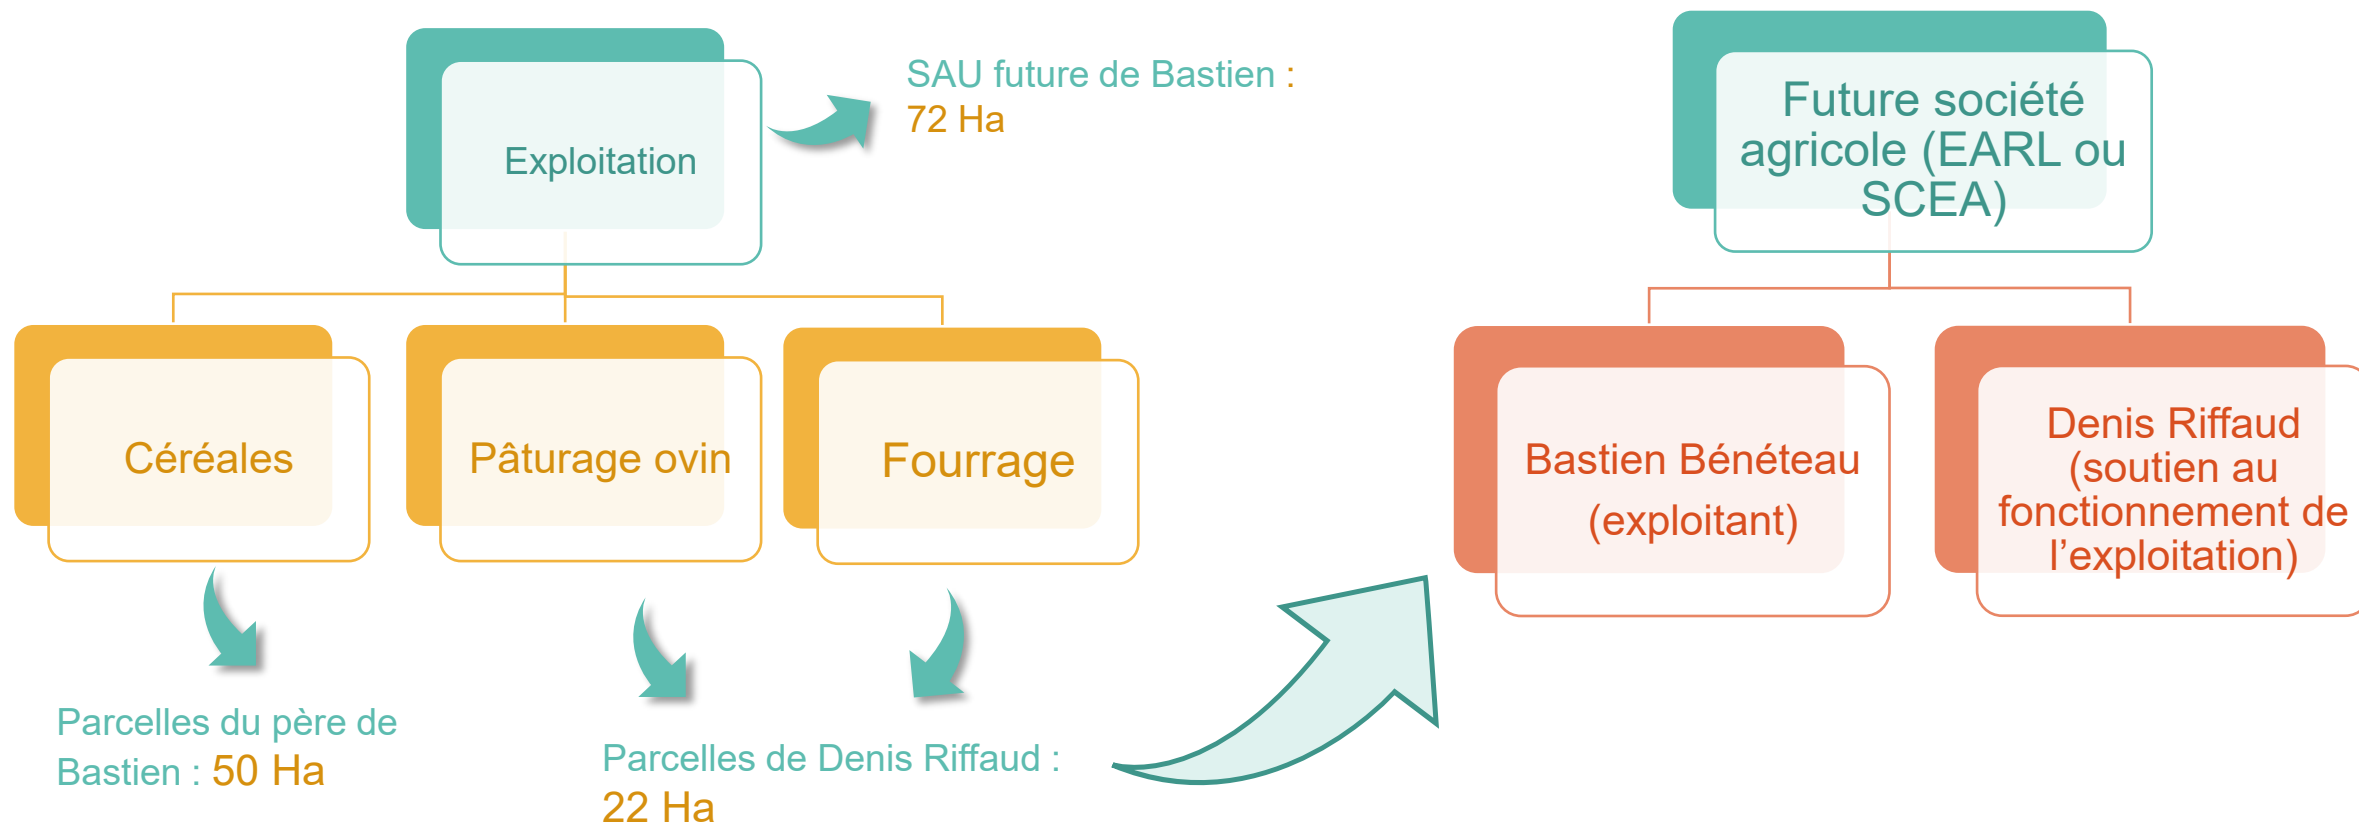 Exploitation
SAU future de Bastien :
72 Ha
Céréales
Pâturage ovin
Fourrage
Parcelles du père de
Bastien : 50 Ha
Parcelles de Denis Riffaud :
22 Ha
Future société
agricole (EARL ou
SCEA)
Bastien Bénéteau
(exploitant)
Denis Riffaud
(soutien au
fonctionnement de
l’exploitation)